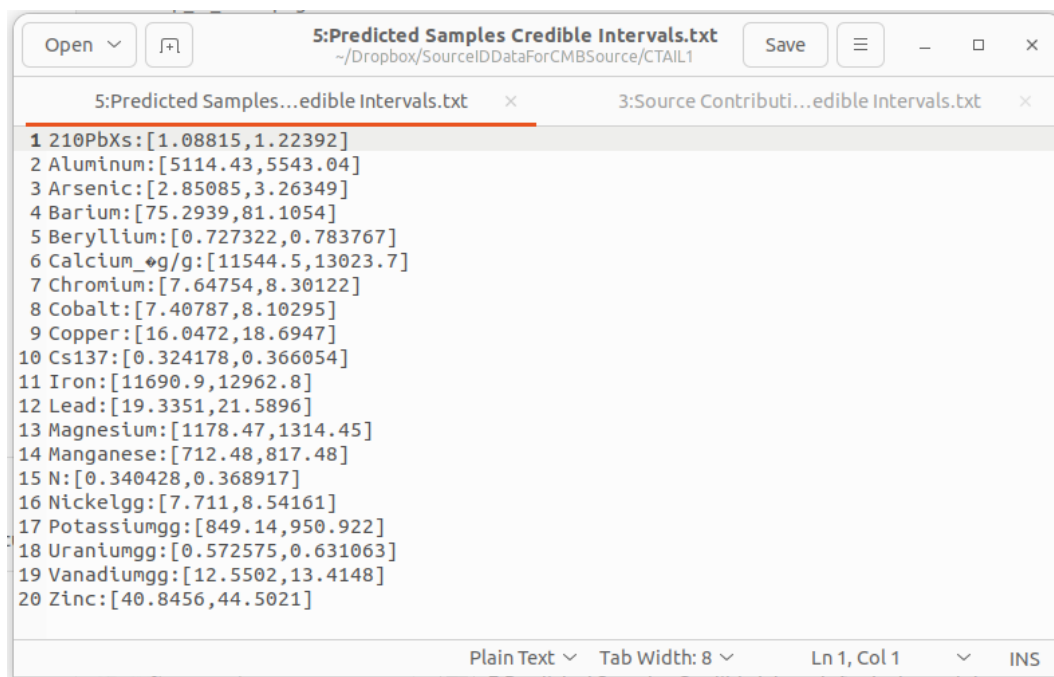 Open
5:Predicted Samples Credible Intervals.txt
~/Dropbox/SourceIDDataForCMBSource/CTAIL1
Save
5:Predicted Samples...edible Intervals.txt
3:Source Contributi...edible Intervals.txt
1 210PbXs:[1.08815,1.22392]
2 Aluminum:[5114.43,5543.04]
3 Arsenic:[2.85085,3.26349]
4 Barium:[75.2939,81.1054]
5 Beryllium:[0.727322,0.783767]
6 Calcium_�g/g:[11544.5,13023.7]
7 Chromium:[7.64754,8.30122]
8 Cobalt:[7.40787,8.10295]
9 Copper:[16.0472,18.6947]
10 Cs137:[0.324178,0.366054]
11 Iron:[11690.9,12962.8]
12 Lead:[19.3351,21.5896]
13 Magnesium:[1178.47,1314.45]
14 Manganese:[712.48,817.48]
15 N:[0.340428,0.368917]
16 Nickelgg:[7.711,8.54161]
17 Potassiumgg:[849.14,950.922]
18 Uraniumgg:[0.572575,0.631063]
19 Vanadiumgg:[12.5502,13.4148]
20 Zinc:[40.8456,44.5021]
Plain Text Tab Width: 8 Ln 1, Col 1 INS